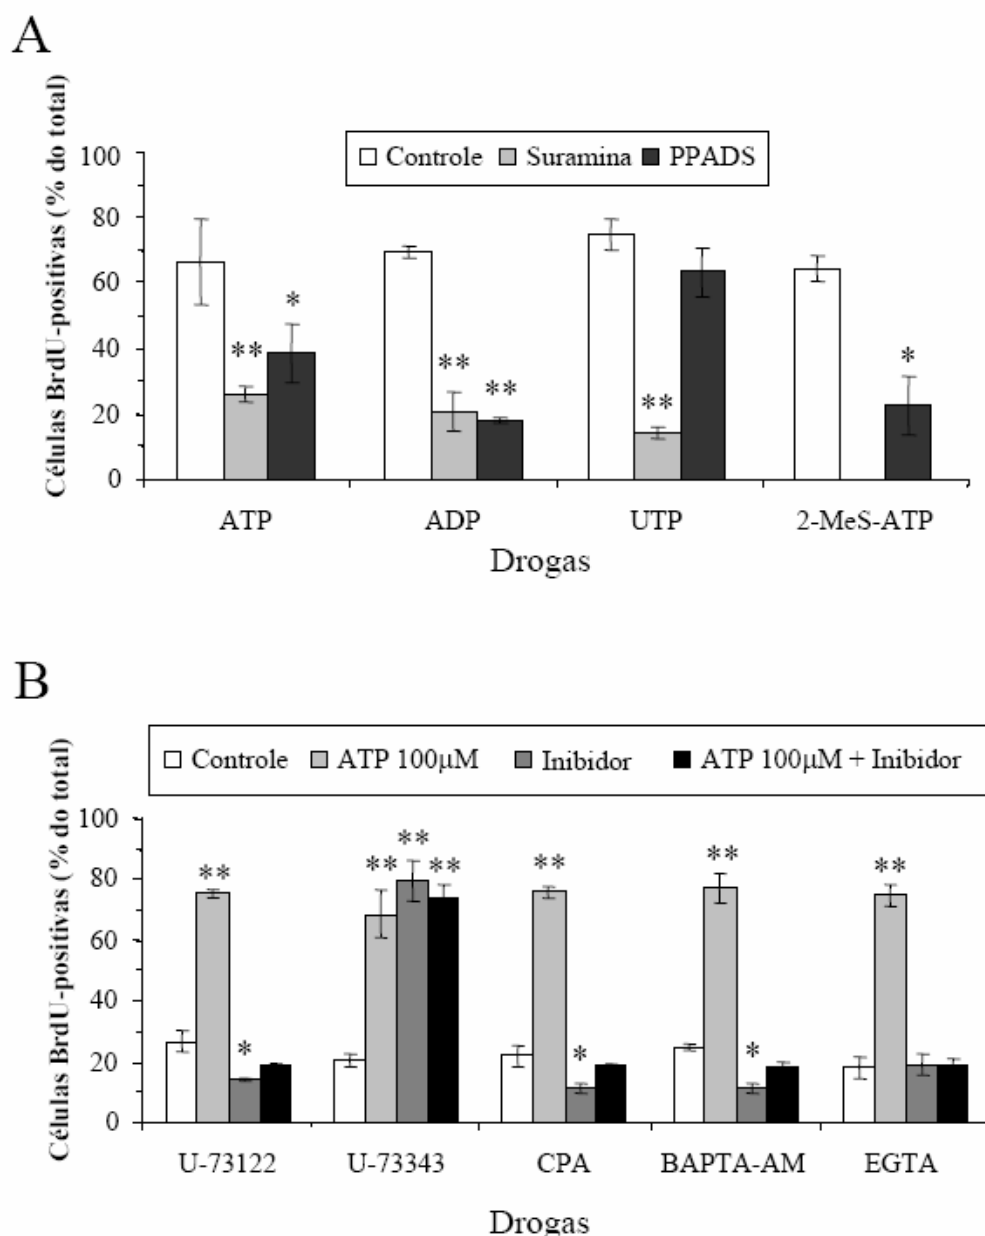 A
Células BrdU-positivas (% do total)
Controle Suramina PPADS
100
80
60
40
20
0
** * ** ** ** *
ATP ADP UTP 2-MeS-ATP
Drogas
B
Células BrdU-positivas (% do total)
Controle ATP 100µM Inibidor ATP 100µM + Inibidor
100
80
60
40
20
0
** * ** ** ** ** * ** * **
U-73122 U-73343 CPA BAPTA-AM EGTA
Drogas